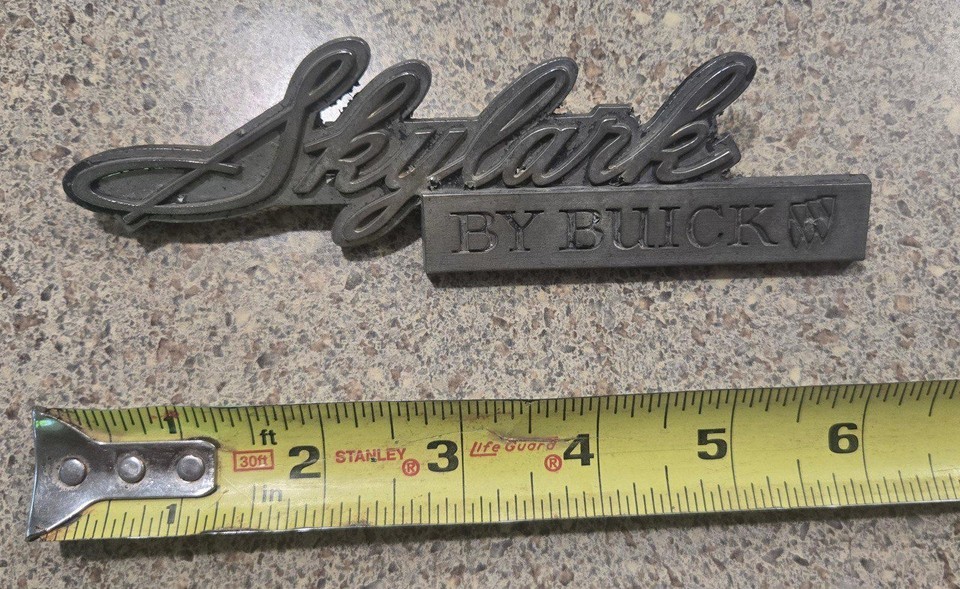 Skylark
BY BUICK
1 ft 2 3 4 5 6
30ft STANLEY® Life Guard®
1 in